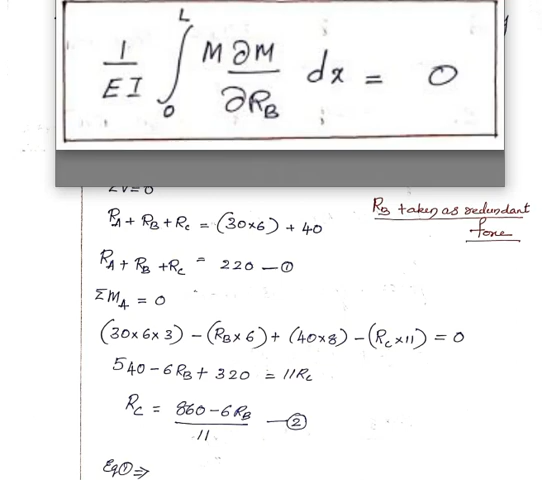 1/EI ∫₀ᴸ M ∂M/∂R_B dx = 0
ΣV=0
R_A + R_B + R_C = (30×6) + 40
R_B taken as redundant
force
R_A + R_B + R_C = 220 — ①
ΣM_A = 0
(30×6×3) − (R_B×6) + (40×8) − (R_C×11) = 0
540 − 6R_B + 320 = 11R_C
R_C = 860−6R_B / 11 — ②
Eq① ⇒